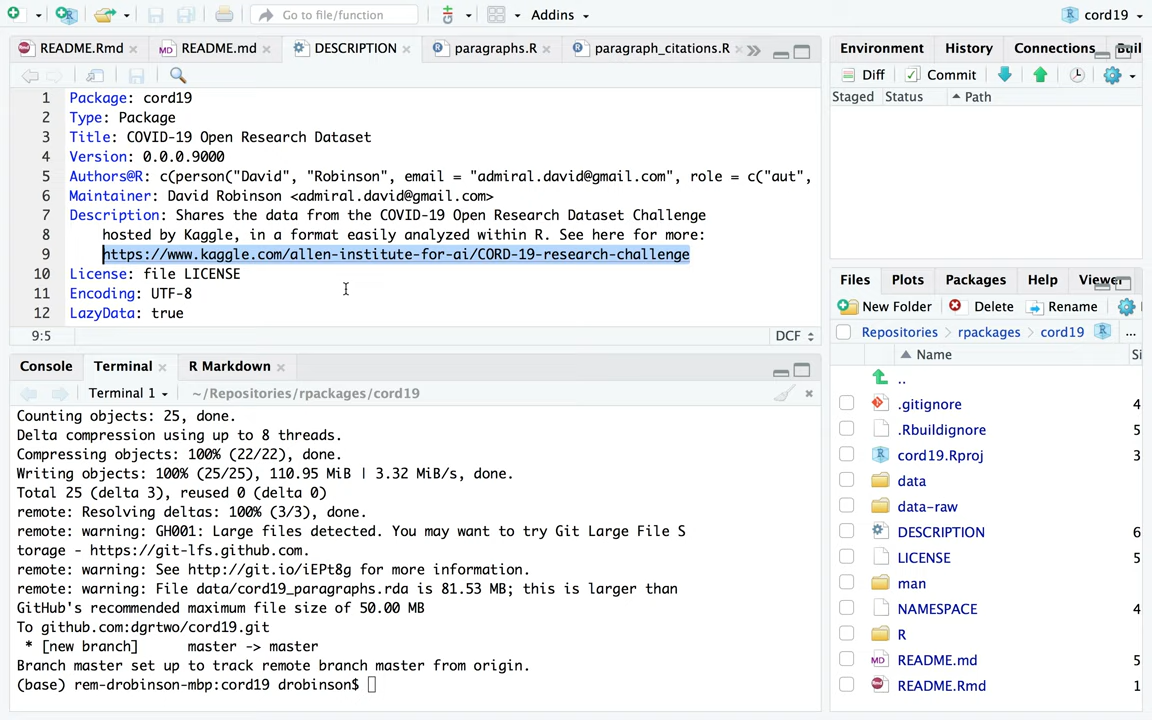 Go to file/function
Addins
cord19
README.Rmd
README.md
DESCRIPTION
paragraphs.R
paragraph_citations.R
1 Package: cord19
2 Type: Package
3 Title: COVID-19 Open Research Dataset
4 Version: 0.0.0.9000
5 Authors@R: c(person("David", "Robinson", email = "admiral.david@gmail.com", role = c("aut",
6 Maintainer: David Robinson <admiral.david@gmail.com>
7 Description: Shares the data from the COVID-19 Open Research Dataset Challenge
8 hosted by Kaggle, in a format easily analyzed within R. See here for more:
9 https://www.kaggle.com/allen-institute-for-ai/CORD-19-research-challenge
10 License: file LICENSE
11 Encoding: UTF-8
12 LazyData: true
9:5
DCF
Console
Terminal
R Markdown
Terminal 1
~/Repositories/rpackages/cord19
Counting objects: 25, done.
Delta compression using up to 8 threads.
Compressing objects: 100% (22/22), done.
Writing objects: 100% (25/25), 110.95 MiB | 3.32 MiB/s, done.
Total 25 (delta 3), reused 0 (delta 0)
remote: Resolving deltas: 100% (3/3), done.
remote: warning: GH001: Large files detected. You may want to try Git Large File S
torage - https://git-lfs.github.com.
remote: warning: See http://git.io/iEPt8g for more information.
remote: warning: File data/cord19_paragraphs.rda is 81.53 MB; this is larger than
GitHub's recommended maximum file size of 50.00 MB
To github.com:dgrtwo/cord19.git
* [new branch] master -> master
Branch master set up to track remote branch master from origin.
(base) rem-drobinson-mbp:cord19 drobinson$
Environment
History
Connections
Buil
Diff
Commit
Staged
Status
Path
Files
Plots
Packages
Help
Viewer
New Folder
Delete
Rename
Repositories > rpackages > cord19
...
Name
Si
..
.gitignore 4
.Rbuildignore 5
cord19.Rproj 3
data
data-raw
DESCRIPTION 6
LICENSE 5
man
NAMESPACE 4
R
README.md 5
README.Rmd 1